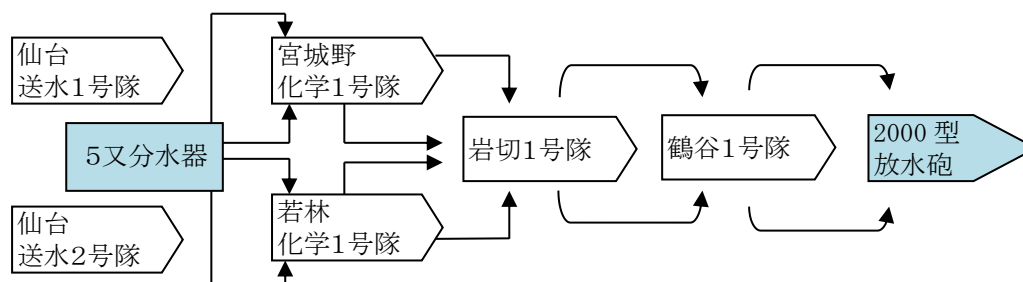 仙台
送水1号隊
5又分水器
仙台
送水2号隊
宮城野
化学1号隊
若林
化学1号隊
岩切1号隊
鶴谷1号隊
2000 型
放水砲